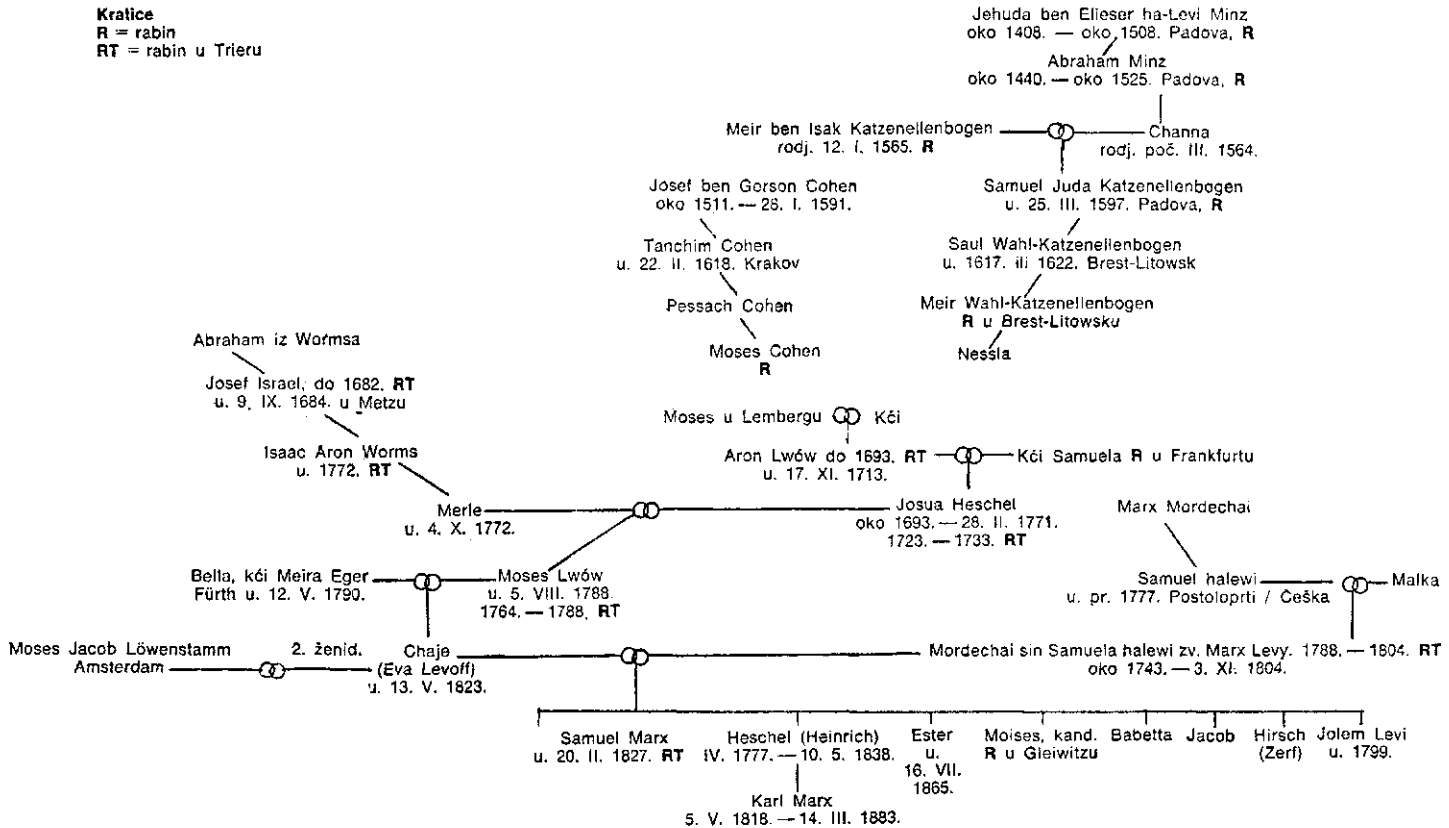 Kratice
R = rabin
RT = rabin u Trieru
Jehuda ben Elieser ha-Levi Minz
oko 1408. — oko 1508. Padova, R
Abraham Minz
oko 1440. — oko 1525. Padova, R
Meir ben Isak Katzenellenbogen
rodj. 12. I. 1565. R
Channa
rodj. poč. III. 1564.
Josef ben Gerson Cohen
oko 1511. — 28. I. 1591.
Samuel Juda Katzenellenbogen
u. 25. III. 1597. Padova, R
Tanchim Cohen
u. 22. II. 1618. Krakov
Saul Wahl-Katzenellenbogen
u. 1617. ili 1622. Brest-Litowsk
Pessach Cohen
Meir Wahl-Katzenellenbogen
R u Brest-Litowsku
Moses Cohen
R
Nessla
Abraham iz Wormsa
Josef Israel, do 1682. RT
u. 9. IX. 1684. u Metzu
Moses u Lembergu
Kći
Isaac Aron Worms
u. 1772. RT
Aron Lwów do 1693. RT
u. 17. XI. 1713.
Kći Samuela R u Frankfurtu
Merle
u. 4. X. 1772.
Josua Heschel
oko 1693. — 28. II. 1771.
1723. — 1733. RT
Marx Mordechai
Bella, kći Meira Eger
Fürth u. 12. V. 1790.
Moses Lwów
u. 5. VIII. 1788.
1764. — 1788. RT
Samuel halewi
u. pr. 1777. Postoloprti / Češka
Malka
Moses Jacob Löwenstamm
Amsterdam
2. ženid.
Chaje
(Eva Levoff)
u. 13. V. 1823.
Mordechai sin Samuela halewi zv. Marx Levy. 1788. — 1804. RT
oko 1743. — 3. XI. 1804.
Samuel Marx
u. 20. II. 1827. RT
Heschel (Heinrich)
IV. 1777. — 10. 5. 1838.
Ester
u.
16. VII.
1865.
Moises, kand.
R u Gleiwitzu
Babetta
Jacob
Hirsch
(Zerf)
Jolem Levi
u. 1799.
Karl Marx
5. V. 1818. — 14. III. 1883.